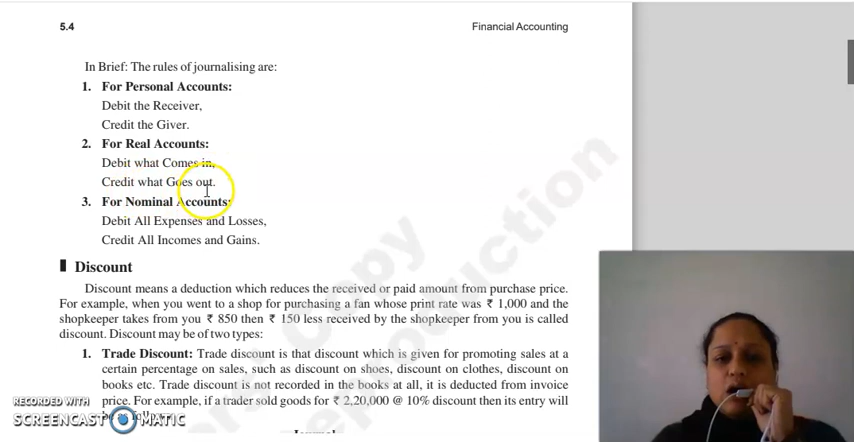 5.4
Financial Accounting
In Brief: The rules of journalising are:
1. For Personal Accounts:
Debit the Receiver,
Credit the Giver.
2. For Real Accounts:
Debit what Comes in,
Credit what Goes out.
3. For Nominal Accounts:
Debit All Expenses and Losses,
Credit All Incomes and Gains.
Discount
Discount means a deduction which reduces the received or paid amount from purchase price.
For example, when you went to a shop for purchasing a fan whose print rate was ₹ 1,000 and the
shopkeeper takes from you ₹ 850 then ₹ 150 less received by the shopkeeper from you is called
discount. Discount may be of two types:
1. Trade Discount: Trade discount is that discount which is given for promoting sales at a
certain percentage on sales, such as discount on shoes, discount on clothes, discount on
books etc. Trade discount is not recorded in the books at all, it is deducted from invoice
price. For example, if a trader sold goods for ₹ 2,20,000 @ 10% discount then its entry will
be
RECORDED WITH
SCREENCAST MATIC
copy
reproduction